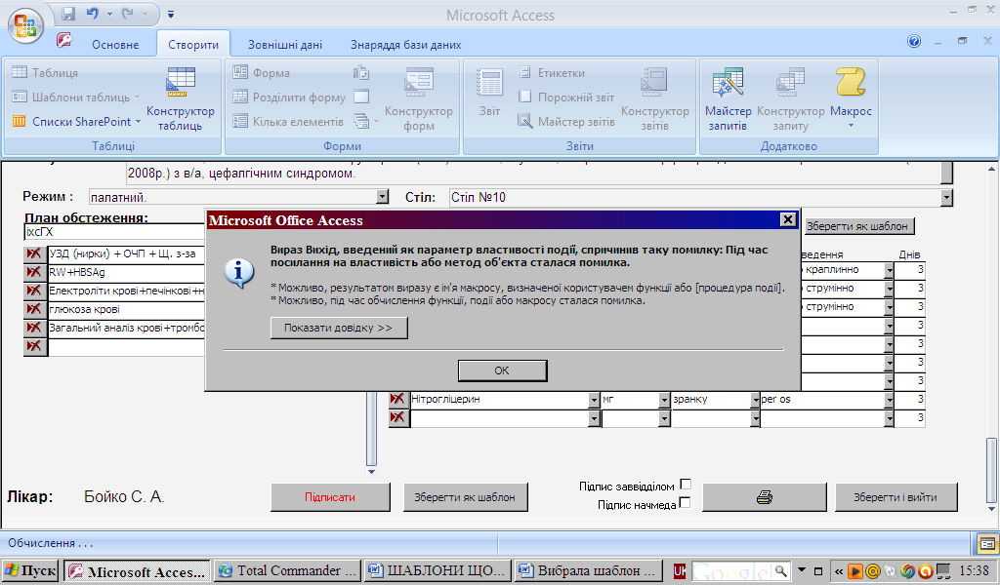 Microsoft Access
Основне Створити Зовнішні дані Знаряддя бази даних
Таблиця
Шаблони таблиць
Списки SharePoint
Конструктор таблиць
Таблиці
Форма
Розділити форму
Кілька елементів
Конструктор форм
Форми
Звіт
Етикетки
Порожній звіт
Майстер звітів
Конструктор звітів
Звіти
Майстер запитів
Конструктор запиту
Макрос
Додатково
2008р.) з в/а, цефалгічним синдромом.
Режим : палатний. Стіл: Стіл №10
План обстеження:
іхсГХ
УЗД (нирки) + ОЧП + Щ. з-за
RW+HBSAg
Електроліти крові+печінкові+н
глюкоза крові
Загальний аналіз крові+тромбо
Microsoft Office Access
Вираз Вихід, введений як параметр властивості події, спричинив таку помилку: Під час
посилання на властивість або метод об'єкта сталася помилка.
* Можливо, результатом виразу є ім'я макросу, визначеної користувачем функції або [процедура події].
* Можливо, під час обчислення функції, події або макросу сталася помилка.
Показати довідку >>
OK
Зберегти як шаблон
ведення Днів
краплинно 3
струминно 3
струминно 3
3
3
3
3
Нітрогліцерин мг зранку per os 3
3
Лікар: Бойко С. А.
Підписати
Зберегти як шаблон
Підпис заввідділом
Підпис начмеда
Зберегти і вийти
Обчислення . . .
Пуск Microsoft Acces... Total Commander ... ШАБЛОНИ ЩО... Вибрала шаблон ... Google 15:38